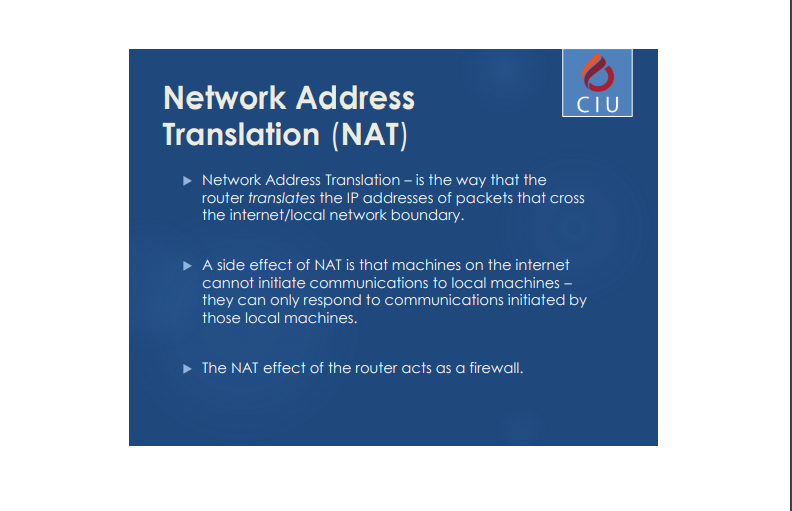 CIU
Network Address
Translation (NAT)
Network Address Translation – is the way that the
router translates the IP addresses of packets that cross
the internet/local network boundary.
A side effect of NAT is that machines on the internet
cannot initiate communications to local machines –
they can only respond to communications initiated by
those local machines.
The NAT effect of the router acts as a firewall.